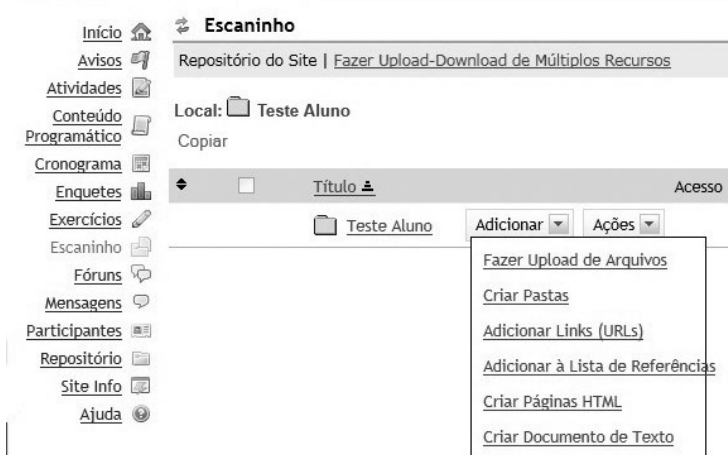 Início
Avisos
Atividades
Conteúdo
Programático
Cronograma
Enquetes
Exercícios
Escaninho
Fóruns
Mensagens
Participantes
Repositório
Site Info
Ajuda
Escaninho
Repositório do Site | Fazer Upload-Download de Múltiplos Recursos
Local: Teste Aluno
Copiar
Título Acesso
Teste Aluno Adicionar Ações
Fazer Upload de Arquivos
Criar Pastas
Adicionar Links (URLs)
Adicionar à Lista de Referências
Criar Páginas HTML
Criar Documento de Texto